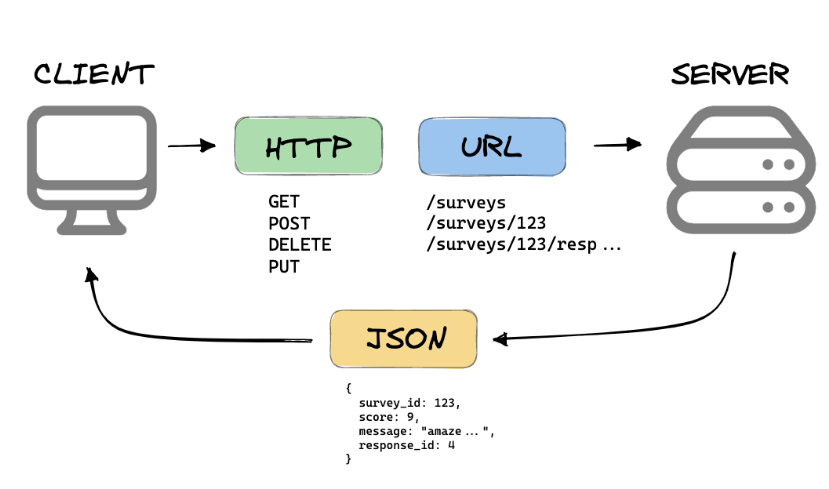 CLIENT
SERVER
HTTP
URL
GET
POST
DELETE
PUT
/surveys
/surveys/123
/surveys/123/resp...
JSON
{
  survey_id: 123,
  score: 9,
  message: "amaze...",
  response_id: 4
}